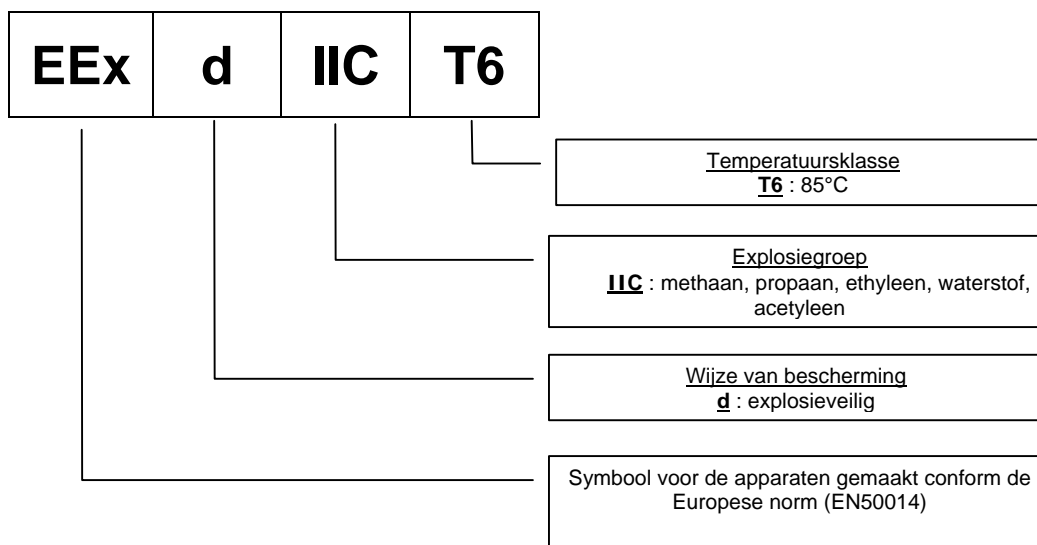 EEx d IIC T6
Temperatuursklasse
T6 : 85°C
Explosiegroep
IIC : methaan, propaan, ethyleen, waterstof,
acetyleen
Wijze van bescherming
d : explosieveilig
Symbool voor de apparaten gemaakt conform de
Europese norm (EN50014)